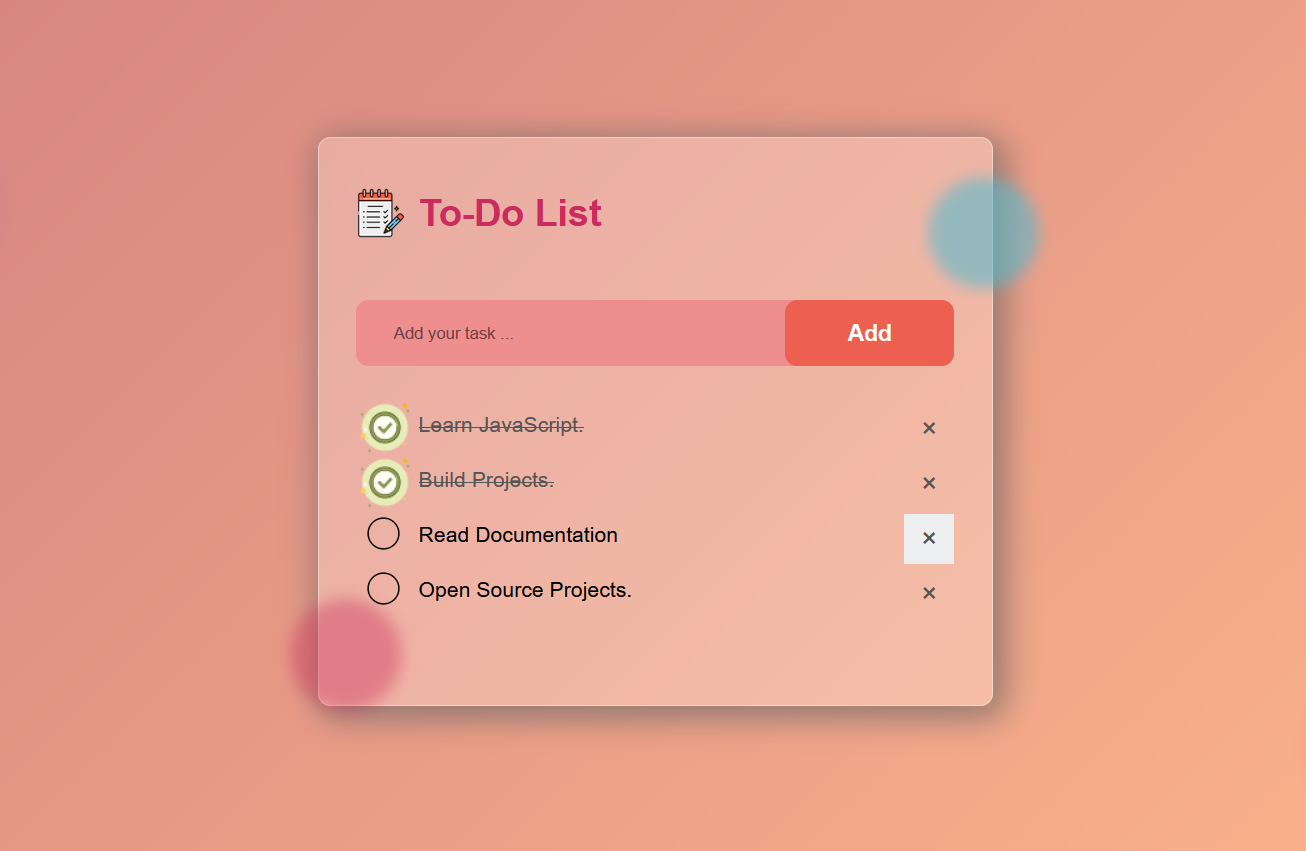 To-Do List
Add your task ...
Add
Learn JavaScript.
×
Build Projects.
×
Read Documentation
×
Open Source Projects.
×